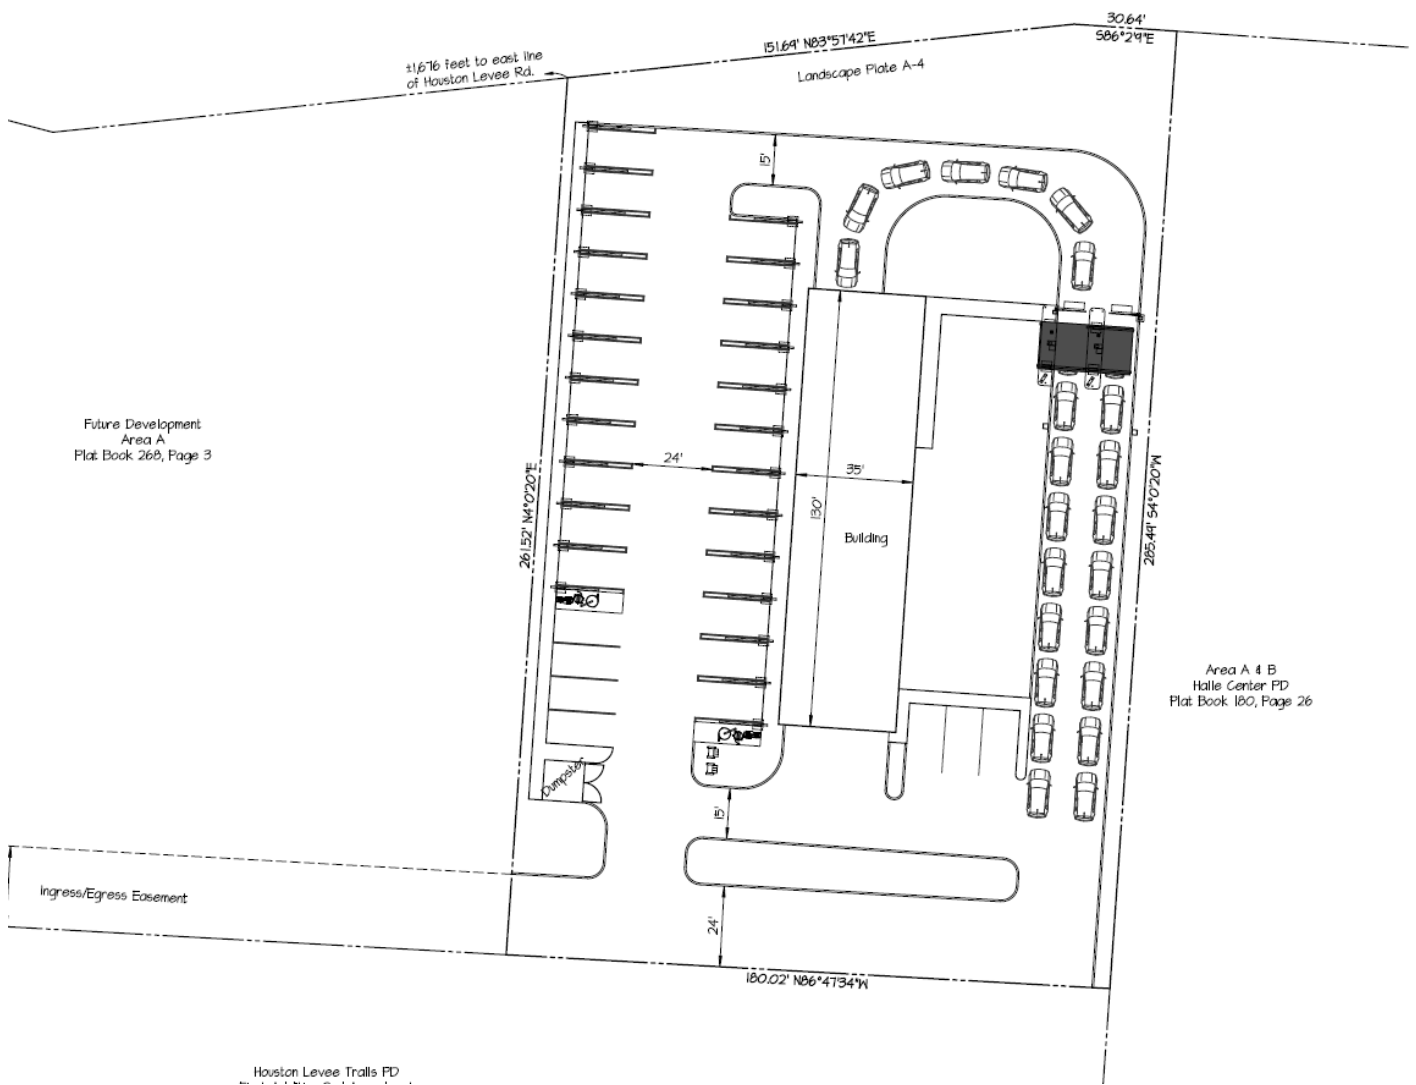 30.64'
S86°2'9"E
151.69' N83°57'42"E
±1,676 feet to east line
of Houston Levee Rd.
Landscape Plate A-4
15'
Future Development
Area A
Plat Book 268, Page 3
24'
35'
261.52' N4°0'20"E
130'
285.49' S4°0'20"W
Building
Area A & B
Halle Center PD
Plat Book 180, Page 26
Dumpster
15'
Ingress/Egress Easement
24'
180.02' N86°47'34"W
Houston Levee Trails PD